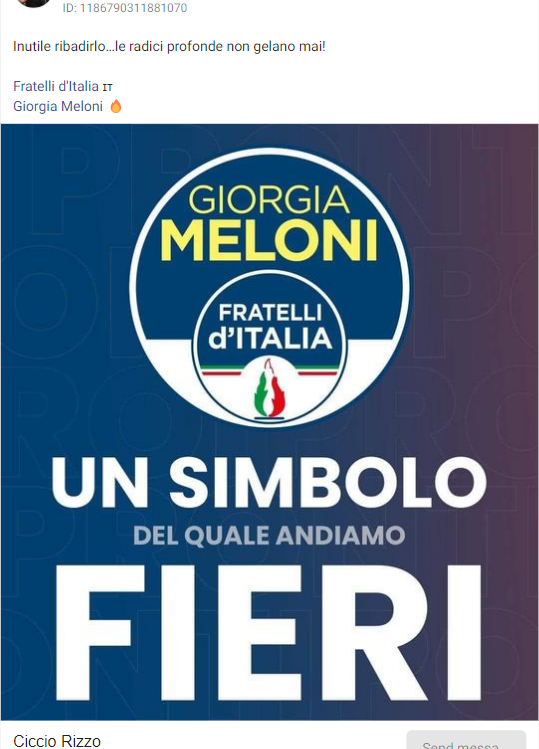 ID: 1186790311881070
Inutile ribadirlo...le radici profonde non gelano mai!
Fratelli d'Italia IT
Giorgia Meloni 🔥
GIORGIA
MELONI
FRATELLI
d'ITALIA
UN SIMBOLO
DEL QUALE ANDIAMO
FIERI
Ciccio Rizzo
Send messa